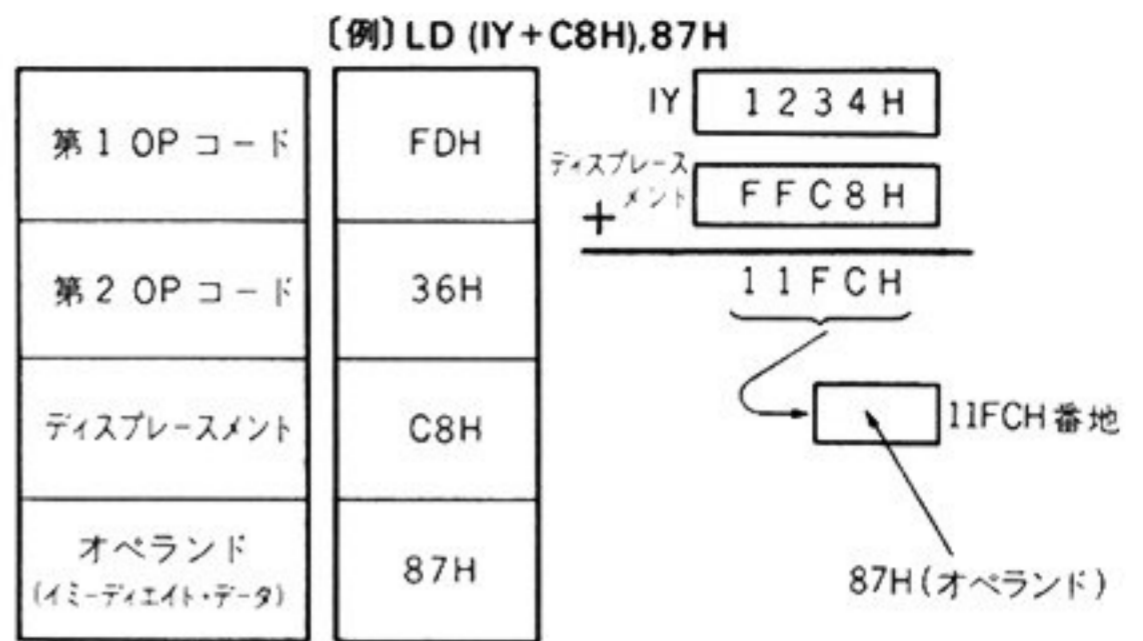 〔例〕LD (IY+C8H),87H
第1 OPコード
第2 OPコード
ディスプレースメント
オペランド
(イミーディエイト・データ)
FDH
36H
C8H
87H
IY 1234H
ディスプレース
メント
FFC8H
+
11FCH
11FCH番地
87H(オペランド)